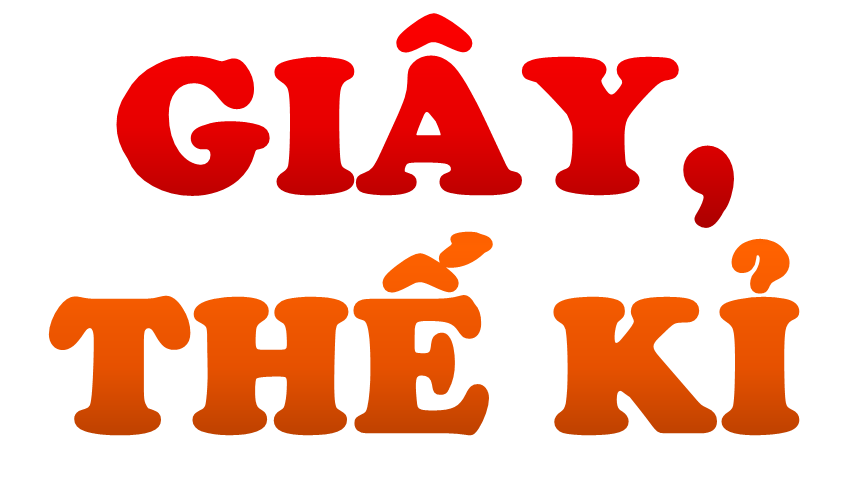 GIÂY,
THẾ KỈ